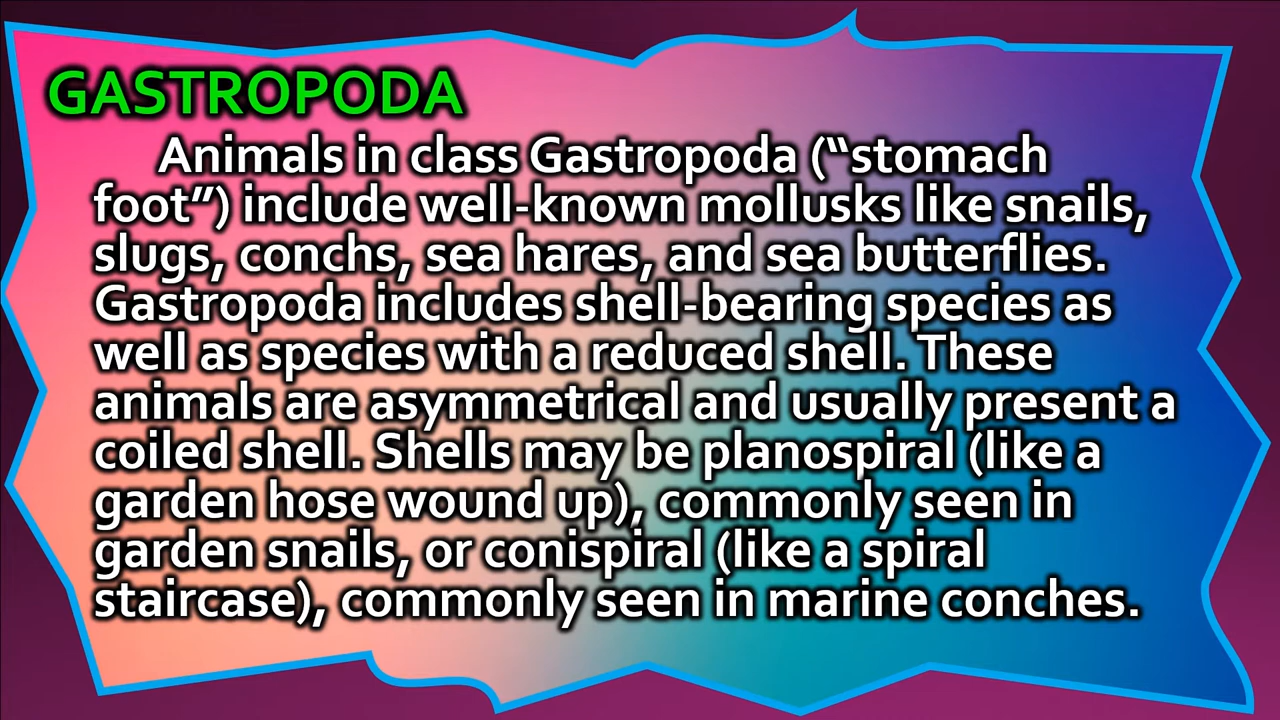 GASTROPODA
Animals in class Gastropoda (“stomach
foot”) include well-known mollusks like snails,
slugs, conchs, sea hares, and sea butterflies.
Gastropoda includes shell-bearing species as
well as species with a reduced shell. These
animals are asymmetrical and usually present a
coiled shell. Shells may be planospiral (like a
garden hose wound up), commonly seen in
garden snails, or conispiral (like a spiral
staircase), commonly seen in marine conches.